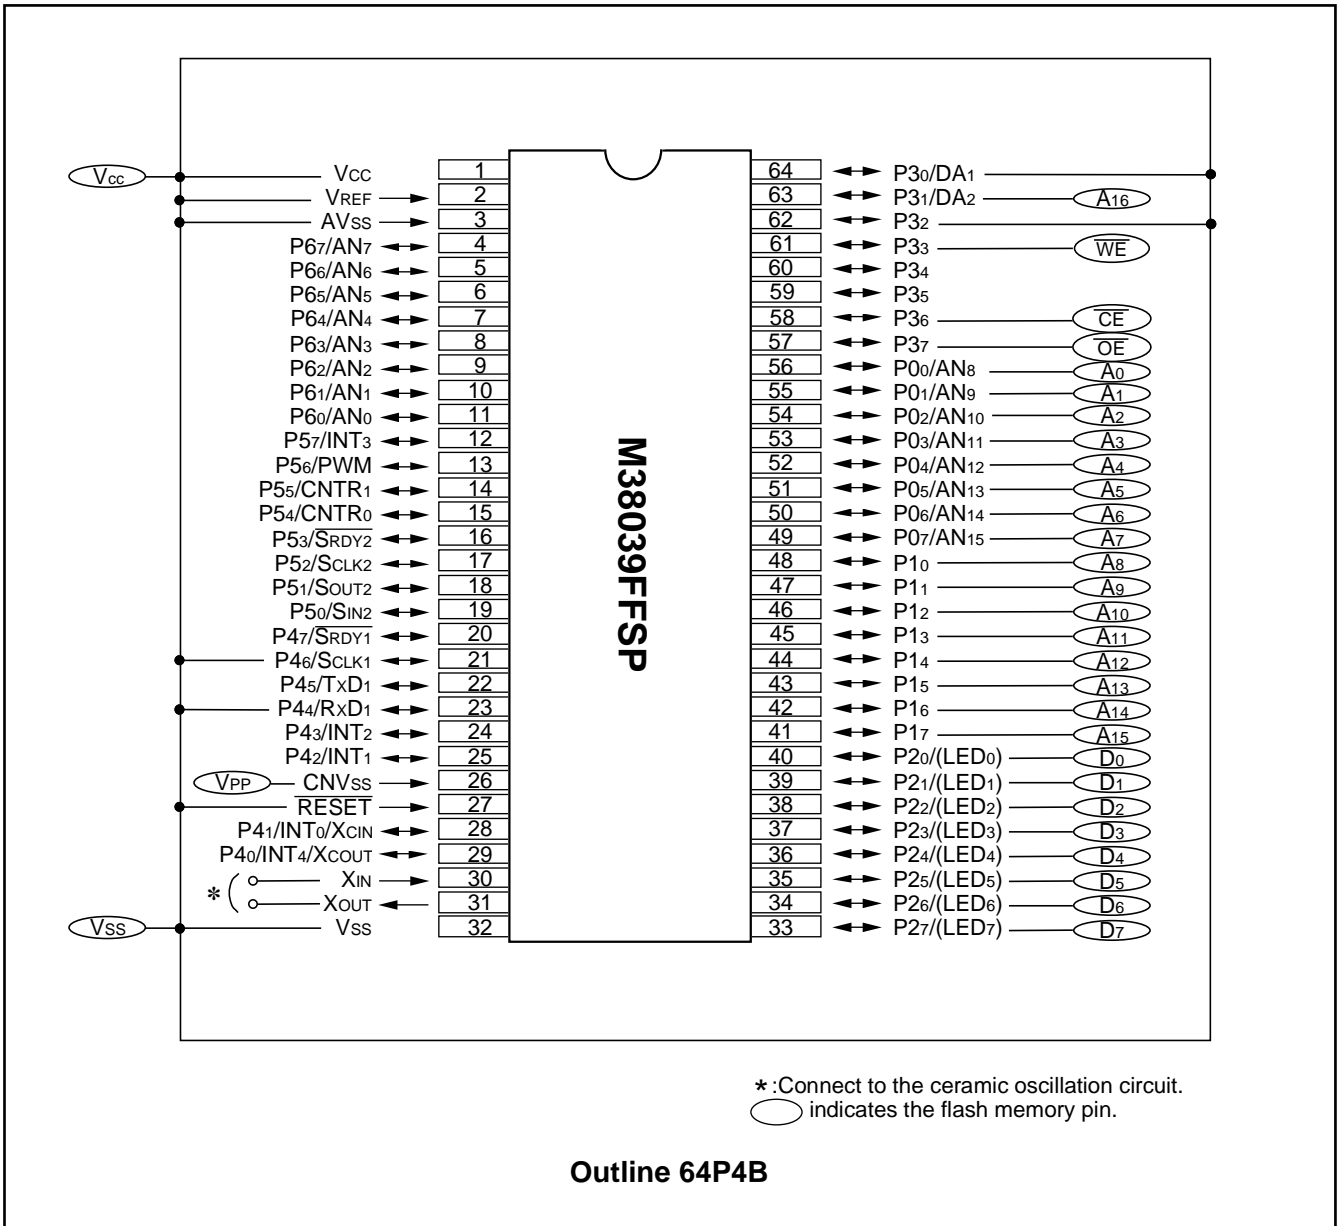 Vcc VCC 1 64 P30/DA1
VREF 2 63 P31/DA2 A16
AVSS 3 62 P32
P67/AN7 4 61 P33 W̅E̅
P66/AN6 5 60 P34
P65/AN5 6 59 P35
P64/AN4 7 58 P36 C̅E̅
P63/AN3 8 57 P37 O̅E̅
P62/AN2 9 56 P00/AN8 A0
P61/AN1 10 55 P01/AN9 A1
P60/AN0 11 54 P02/AN10 A2
P57/INT3 12 53 P03/AN11 A3
P56/PWM 13 52 P04/AN12 A4
P55/CNTR1 14 51 P05/AN13 A5
P54/CNTR0 15 50 P06/AN14 A6
P53/S̅R̅D̅Y̅2̅ 16 49 P07/AN15 A7
P52/SCLK2 17 48 P10 A8
P51/SOUT2 18 47 P11 A9
P50/SIN2 19 46 P12 A10
P47/S̅R̅D̅Y̅1̅ 20 45 P13 A11
P46/SCLK1 21 44 P14 A12
P45/TXD1 22 43 P15 A13
P44/RXD1 23 42 P16 A14
P43/INT2 24 41 P17 A15
P42/INT1 25 40 P20/(LED0) D0
VPP CNVSS 26 39 P21/(LED1) D1
R̅E̅S̅E̅T̅ 27 38 P22/(LED2) D2
P41/INT0/XCIN 28 37 P23/(LED3) D3
P40/INT4/XCOUT 29 36 P24/(LED4) D4
* XIN 30 35 P25/(LED5) D5
XOUT 31 34 P26/(LED6) D6
VSS VSS 32 33 P27/(LED7) D7
M38039FFSP
* :Connect to the ceramic oscillation circuit.
indicates the flash memory pin.
Outline 64P4B